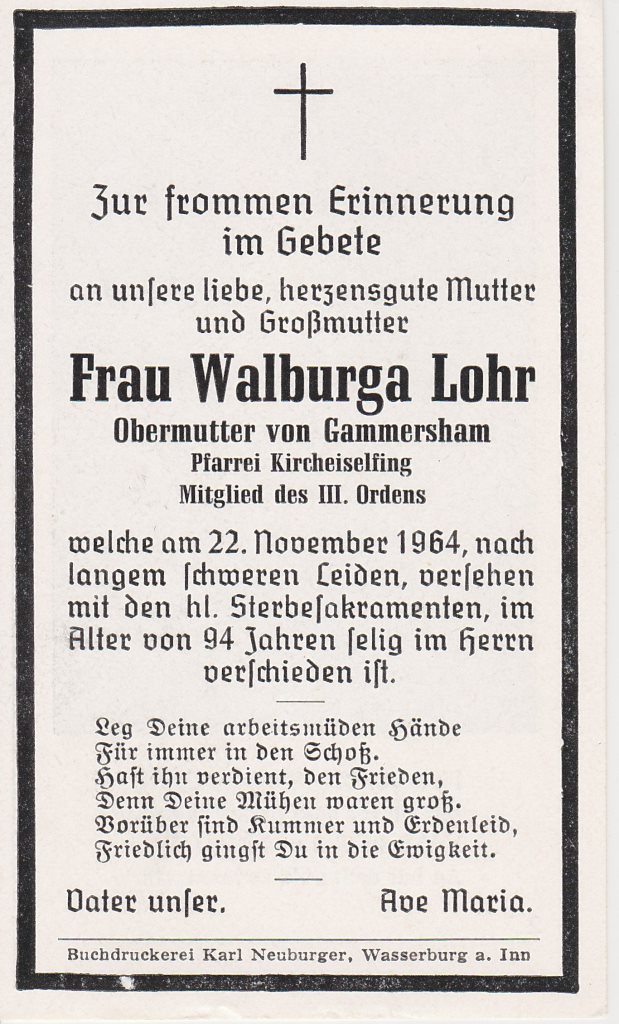 Zur frommen Erinnerung
im Gebete
an unsere liebe, herzensgute Mutter
und Großmutter
Frau Walburga Lohr
Obermutter von Gammersham
Pfarrei Kircheiselfing
Mitglied des III. Ordens
welche am 22. November 1964, nach
langem schweren Leiden, versehen
mit den hl. Sterbesakramenten, im
Alter von 94 Jahren selig im Herrn
verschieden ist.
Leg Deine arbeitsmüden Hände
Für immer in den Schoß.
Hast ihn verdient, den Frieden,
Denn Deine Mühen waren groß.
Vorüber sind Kummer und Erdenleid,
Friedlich gingst Du in die Ewigkeit.
Vater unser. Ave Maria.
Buchdruckerei Karl Neuburger, Wasserburg a. Inn